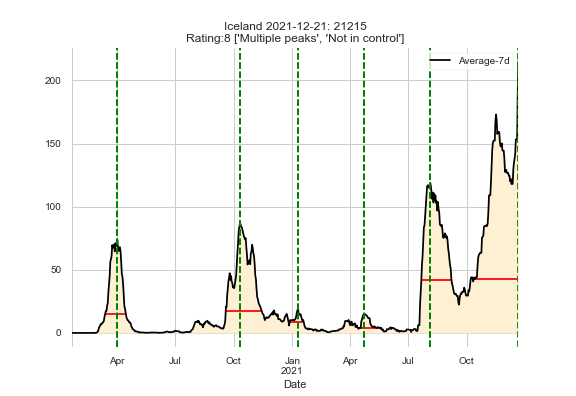 Iceland 2021-12-21: 21215
Rating:8 ['Multiple peaks', 'Not in control']
Average-7d
200
150
100
50
0
Apr Jul Oct Jan Apr Jul Oct
2021
Date